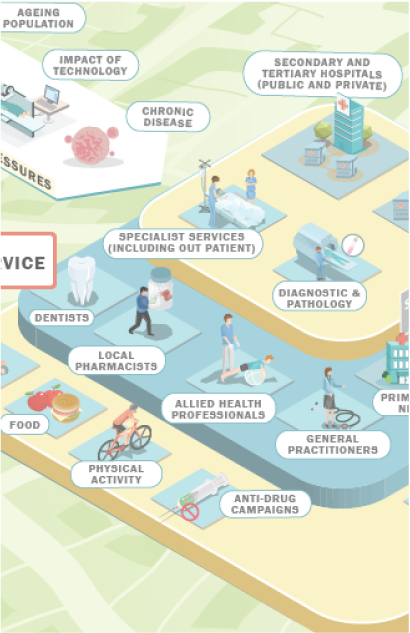 AGEING
POPULATION
IMPACT OF
TECHNOLOGY
CHRONIC
DISEASE
SECONDARY AND
TERTIARY HOSPITALS
(PUBLIC AND PRIVATE)
ESSURES
SPECIALIST SERVICES
(INCLUDING OUT PATIENT)
VICE
DIAGNOSTIC &
PATHOLOGY
DENTISTS
LOCAL
PHARMACISTS
ALLIED HEALTH
PROFESSIONALS
PRIM
NE
FOOD
GENERAL
PRACTITIONERS
PHYSICAL
ACTIVITY
ANTI-DRUG
CAMPAIGNS